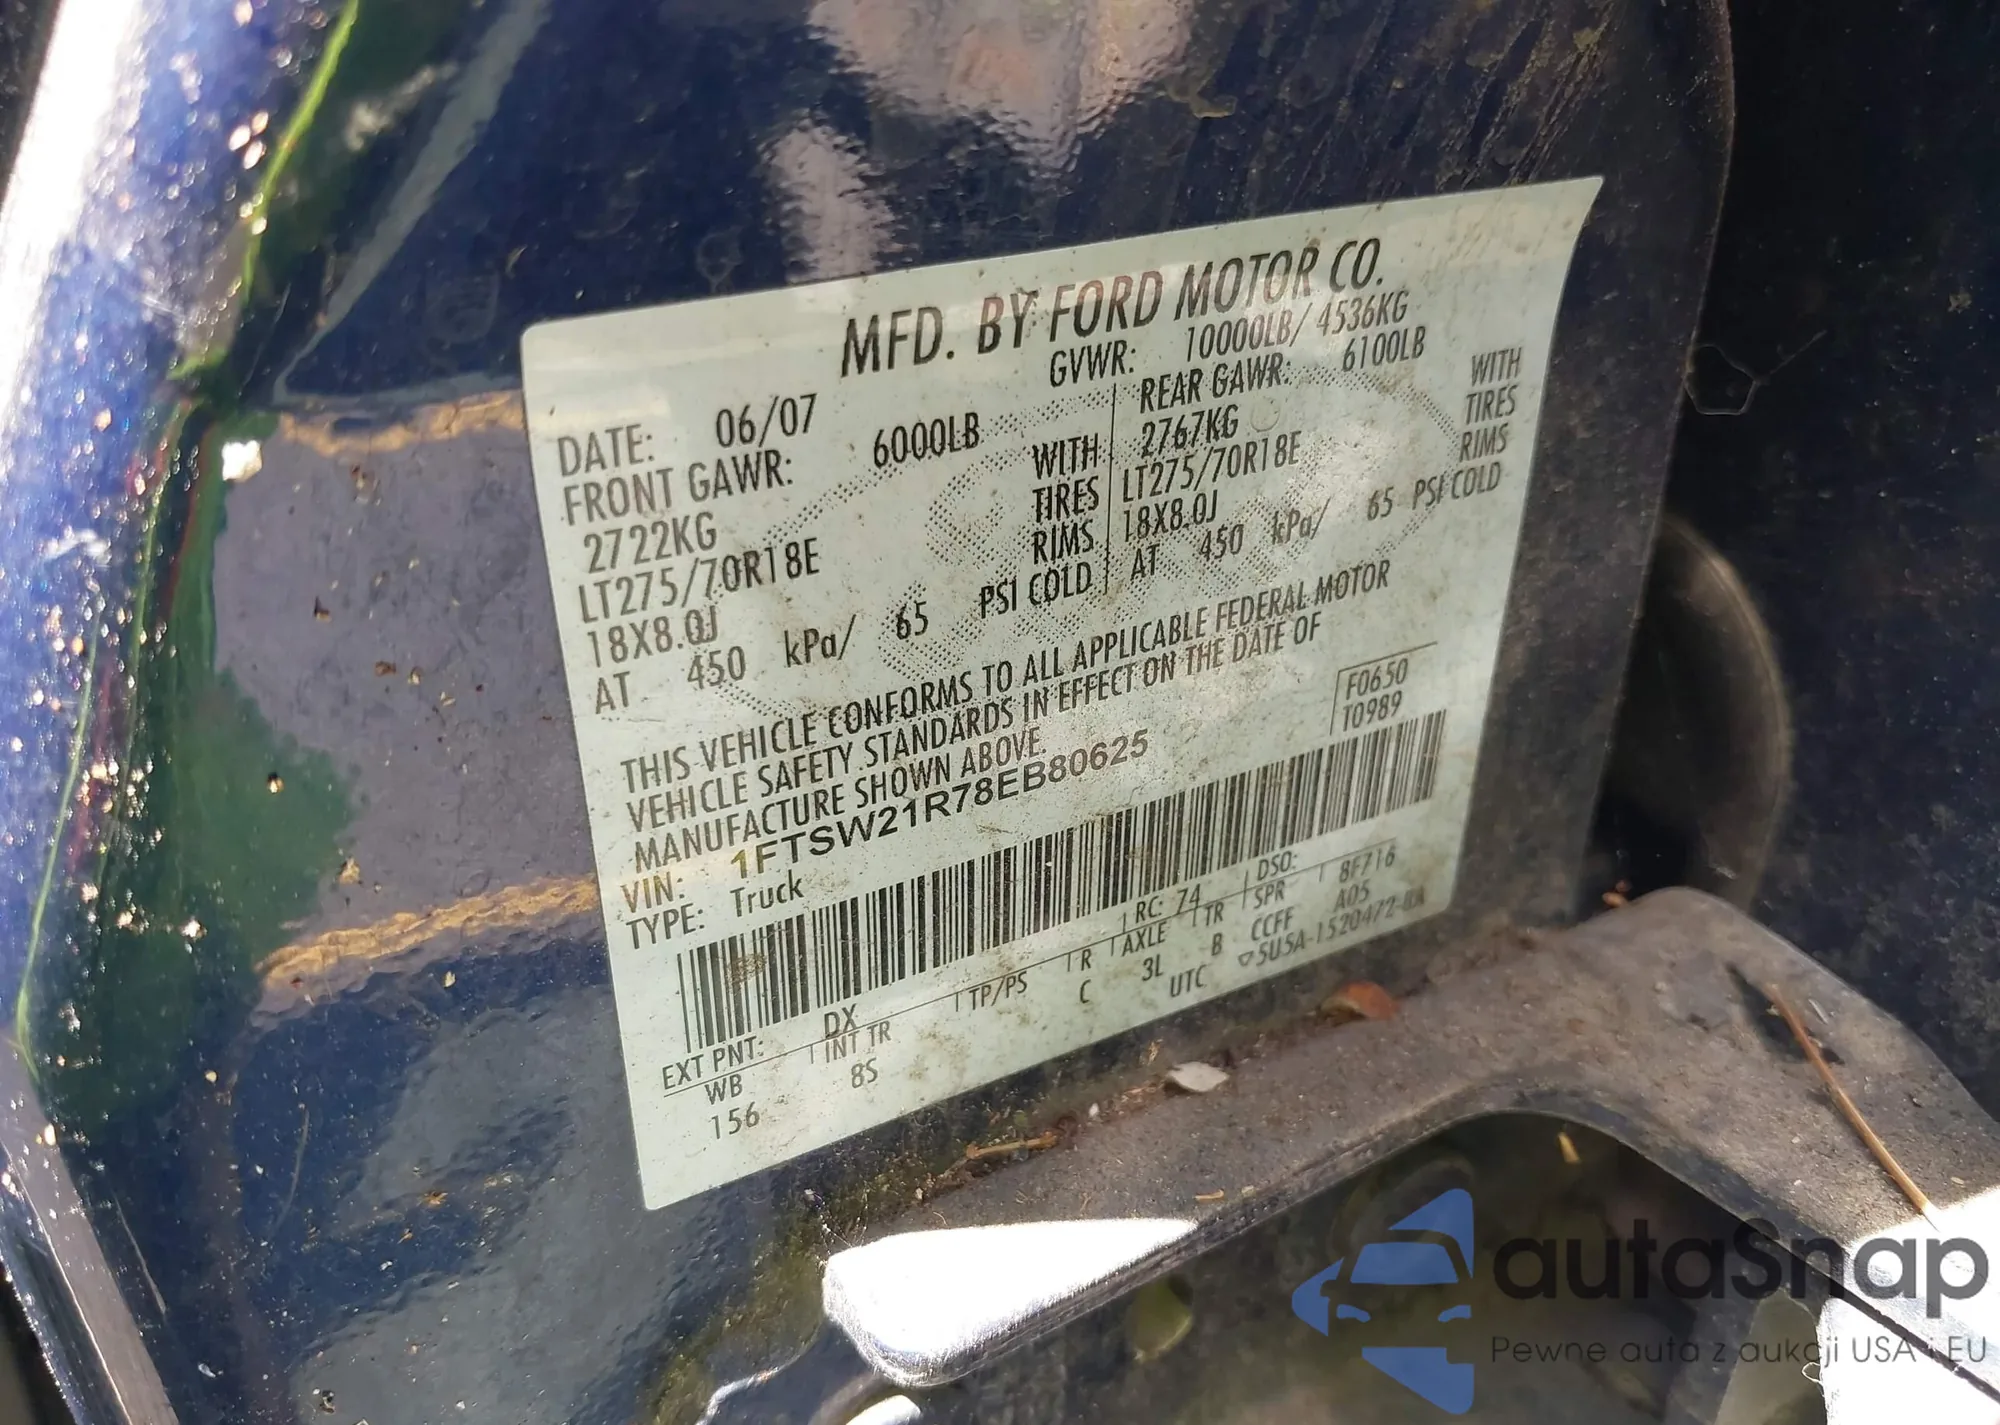 MFD. BY FORD MOTOR CO.
DATE: 06/07 GVWR: 10000LB/ 4536KG
FRONT GAWR: 6000LB REAR GAWR: 6100LB
2722KG WITH 2767KG WITH
LT275/70R18E TIRES LT275/70R18E TIRES
18X8.0J RIMS 18X8.0J RIMS
AT 450 kPa/ 65 PSI COLD AT 450 kPa/ 65 PSI COLD
THIS VEHICLE CONFORMS TO ALL APPLICABLE FEDERAL MOTOR
VEHICLE SAFETY STANDARDS IN EFFECT ON THE DATE OF
MANUFACTURE SHOWN ABOVE.
F0650
T0989
VIN: 1FTSW21R78EB80625
TYPE: Truck
EXT PNT: DX RC: 74 DSO:
WB INT TR TP/PS R AXLE TR SPR 8F716
156 8S C 3L B CCFF A05
UTC ▽5U5A-1520472-BA
autaSnap
Pewne auta z aukcji USA i EU